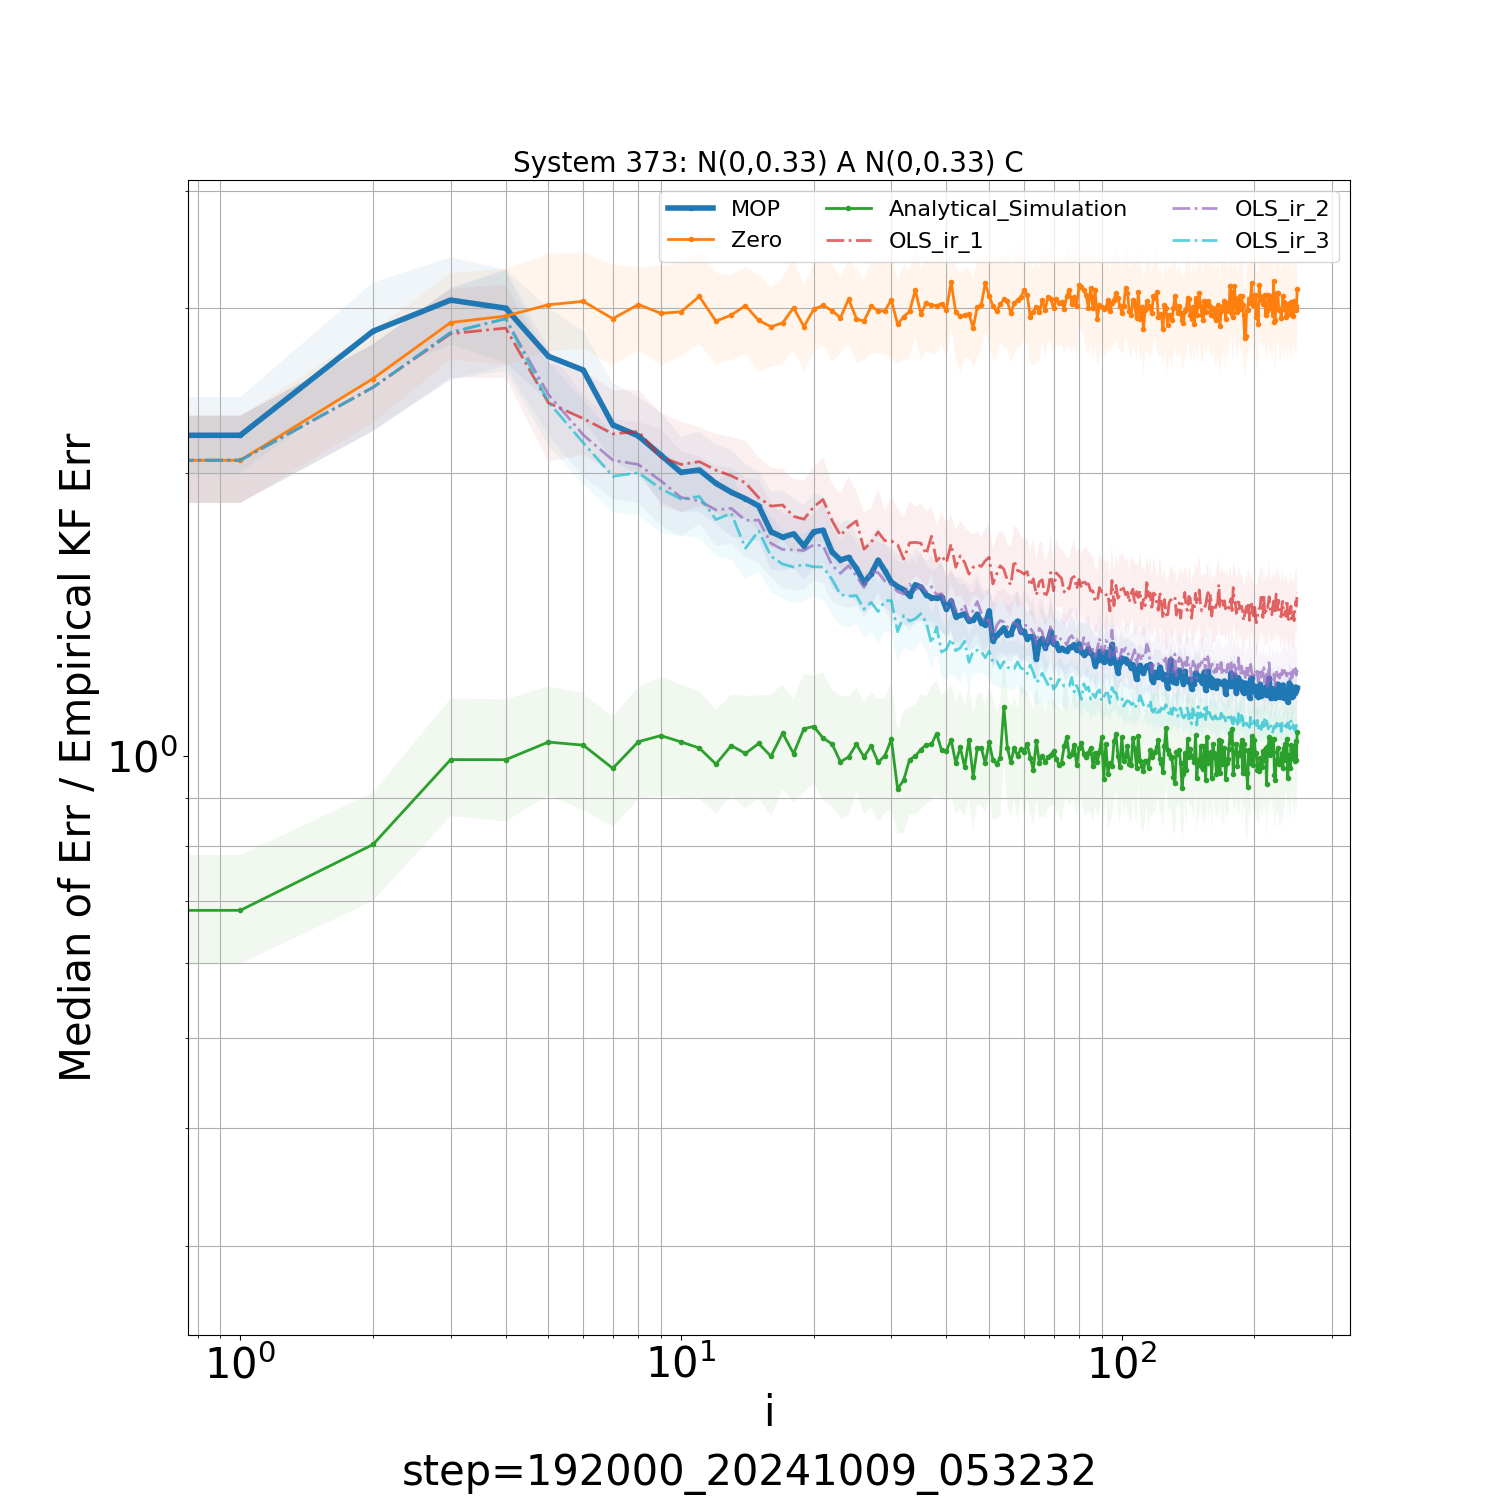 System 373: N(0,0.33) A N(0,0.33) C
MOP
Zero
Analytical_Simulation
OLS_ir_1
OLS_ir_2
OLS_ir_3
Median of Err / Empirical KF Err
10⁰
10⁰ 10¹ 10²
i
step=192000_20241009_053232